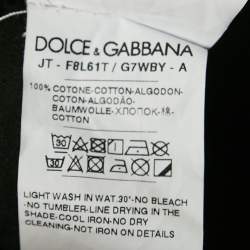 DOLCE & GABBANA
JT - F8L61T / G7WBY - A
100% COTONE-COTTON-ALGODON-
COTTON-COTON-ALGODÃO-
BAUMWOLLE-ХЛОПОК-棉-
COTTON
30
LIGHT WASH IN WAT.30°-NO BLEACH
-NO TUMBLER-LINE DRYING IN THE
SHADE-COOL IRON-NO DRY
CLEANING-NOT IRON ON DETAILS